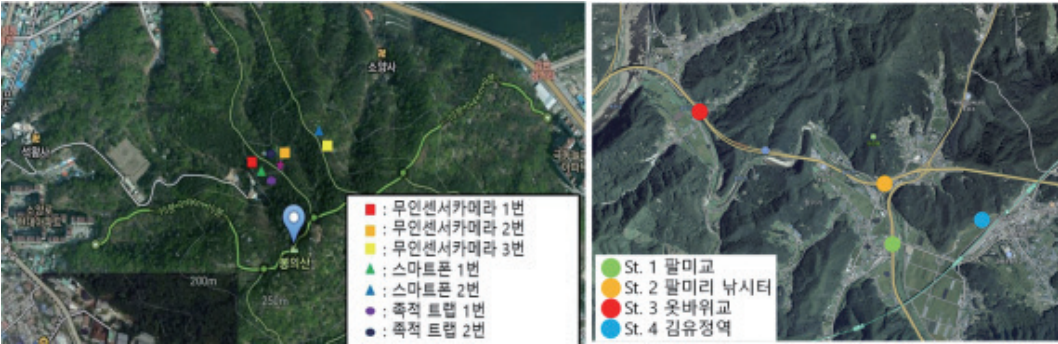 소양사
석왕사
봉의산
200m
250m
: 무인센서카메라 1번
: 무인센서카메라 2번
: 무인센서카메라 3번
: 스마트폰 1번
: 스마트폰 2번
: 족적 트랩 1번
: 족적 트랩 2번
St. 1 팔미교
St. 2 팔미리 낚시터
St. 3 옷바위교
St. 4 김유정역